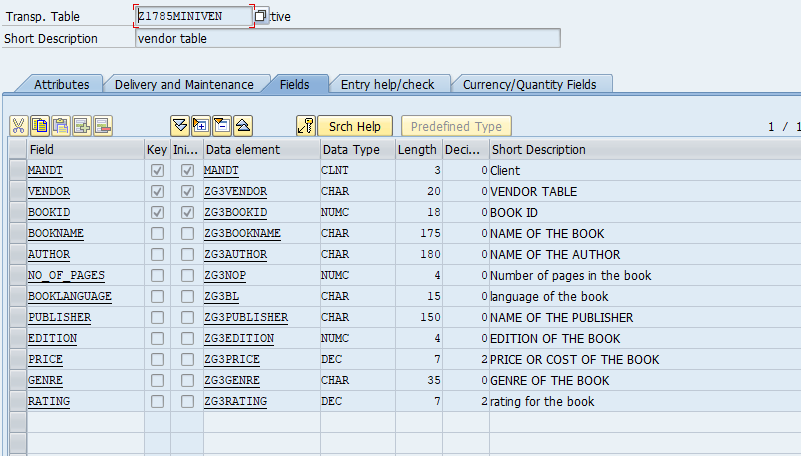 Transp. Table Z1785MINIVEN tive
Short Description vendor table
Attributes Delivery and Maintenance Fields Entry help/check Currency/Quantity Fields
Srch Help Predefined Type 1 / 1
Field Key Ini... Data element Data Type Length Deci... Short Description
MANDT MANDT CLNT 3 0 Client
VENDOR ZG3VENDOR CHAR 20 0 VENDOR TABLE
BOOKID ZG3BOOKID NUMC 18 0 BOOK ID
BOOKNAME ZG3BOOKNAME CHAR 175 0 NAME OF THE BOOK
AUTHOR ZG3AUTHOR CHAR 180 0 NAME OF THE AUTHOR
NO_OF_PAGES ZG3NOP NUMC 4 0 Number of pages in the book
BOOKLANGUAGE ZG3BL CHAR 15 0 language of the book
PUBLISHER ZG3PUBLISHER CHAR 150 0 NAME OF THE PUBLISHER
EDITION ZG3EDITION NUMC 4 0 EDITION OF THE BOOK
PRICE ZG3PRICE DEC 7 2 PRICE OR COST OF THE BOOK
GENRE ZG3GENRE CHAR 35 0 GENRE OF THE BOOK
RATING ZG3RATING DEC 7 2 rating for the book